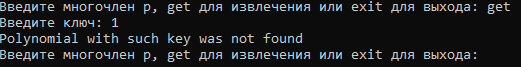 Введите многочлен p, get для извлечения или exit для выхода: get
Введите ключ: 1
Polynomial with such key was not found
Введите многочлен p, get для извлечения или exit для выхода: